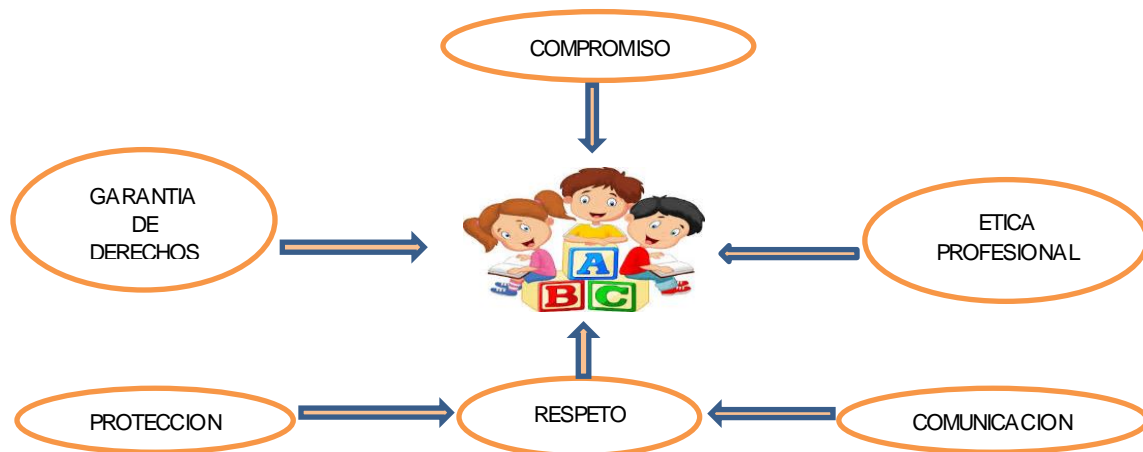 COMPROMISO
GARANTIA
DE
DERECHOS
ETICA
PROFESIONAL
A
B C
PROTECCION
RESPETO
COMUNICACION